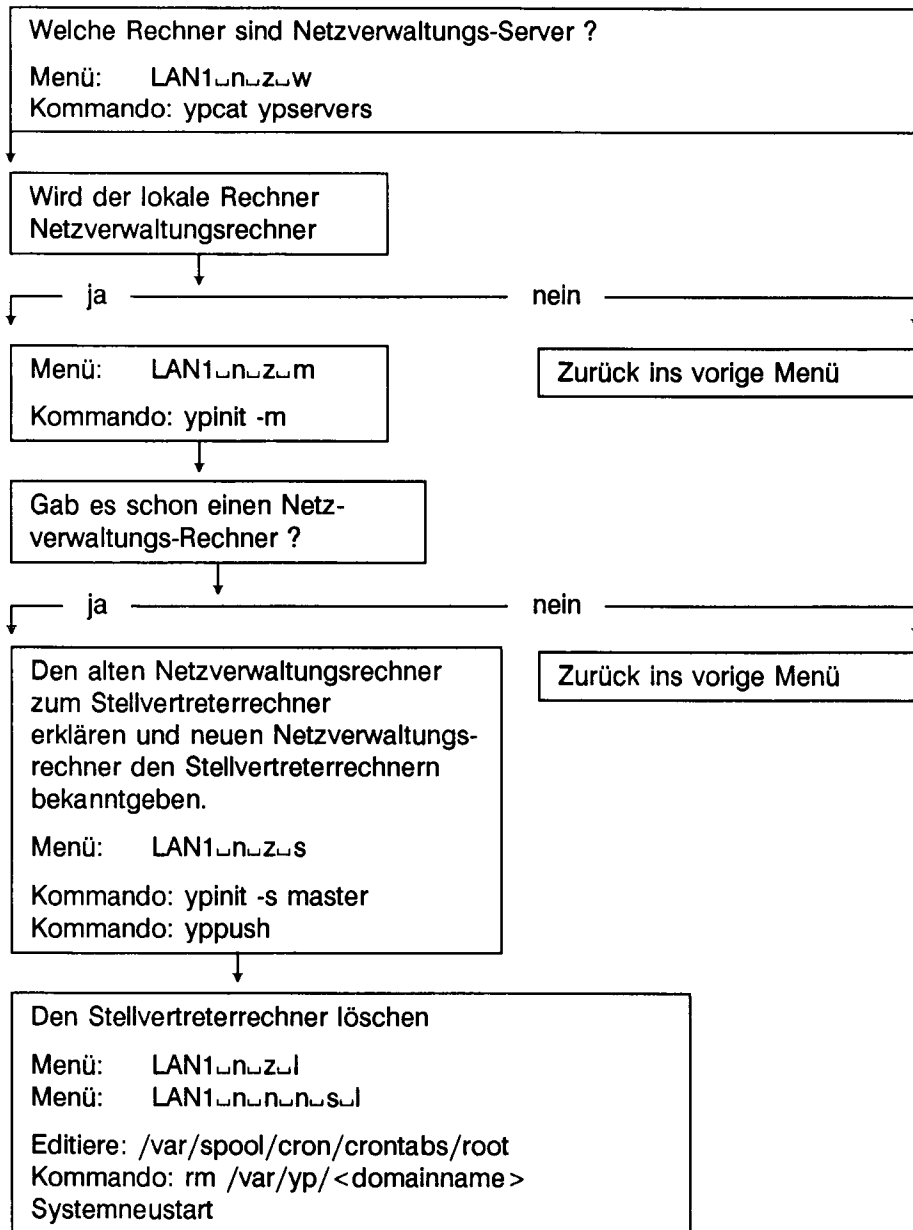 Welche Rechner sind Netzverwaltungs-Server ?
Menü: LAN1␣n␣z␣w
Kommando: ypcat ypservers
Wird der lokale Rechner
Netzverwaltungsrechner
ja nein
Menü: LAN1␣n␣z␣m
Kommando: ypinit -m
Zurück ins vorige Menü
Gab es schon einen Netz-
verwaltungs-Rechner ?
ja nein
Den alten Netzverwaltungsrechner
zum Stellvertreterrechner
erklären und neuen Netzverwaltungs-
rechner den Stellvertreterrechnern
bekanntgeben.
Menü: LAN1␣n␣z␣s
Kommando: ypinit -s master
Kommando: yppush
Zurück ins vorige Menü
Den Stellvertreterrechner löschen
Menü: LAN1␣n␣z␣l
Menü: LAN1␣n␣n␣n␣s␣l
Editiere: /var/spool/cron/crontabs/root
Kommando: rm /var/yp/<domainname>
Systemneustart